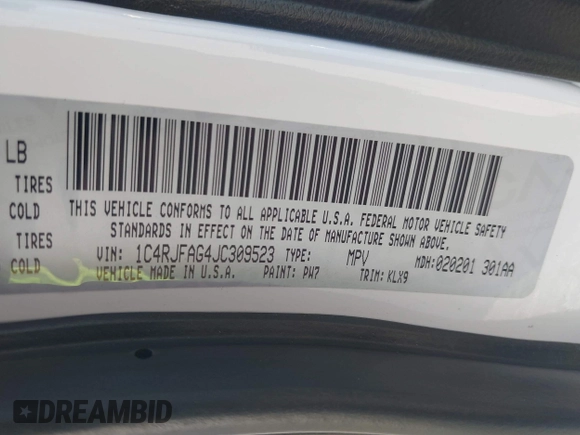 LB
TIRES
COLD
TIRES
COLD
THIS VEHICLE CONFORMS TO ALL APPLICABLE U.S.A. FEDERAL MOTOR VEHICLE SAFETY
STANDARDS IN EFFECT ON THE DATE OF MANUFACTURE SHOWN ABOVE.
VIN: 1C4RJFAG4JC309523 TYPE: MPV MDH:020201 301AA
VEHICLE MADE IN U.S.A. PAINT: PW7 TRIM: KLX9
DREAMBID